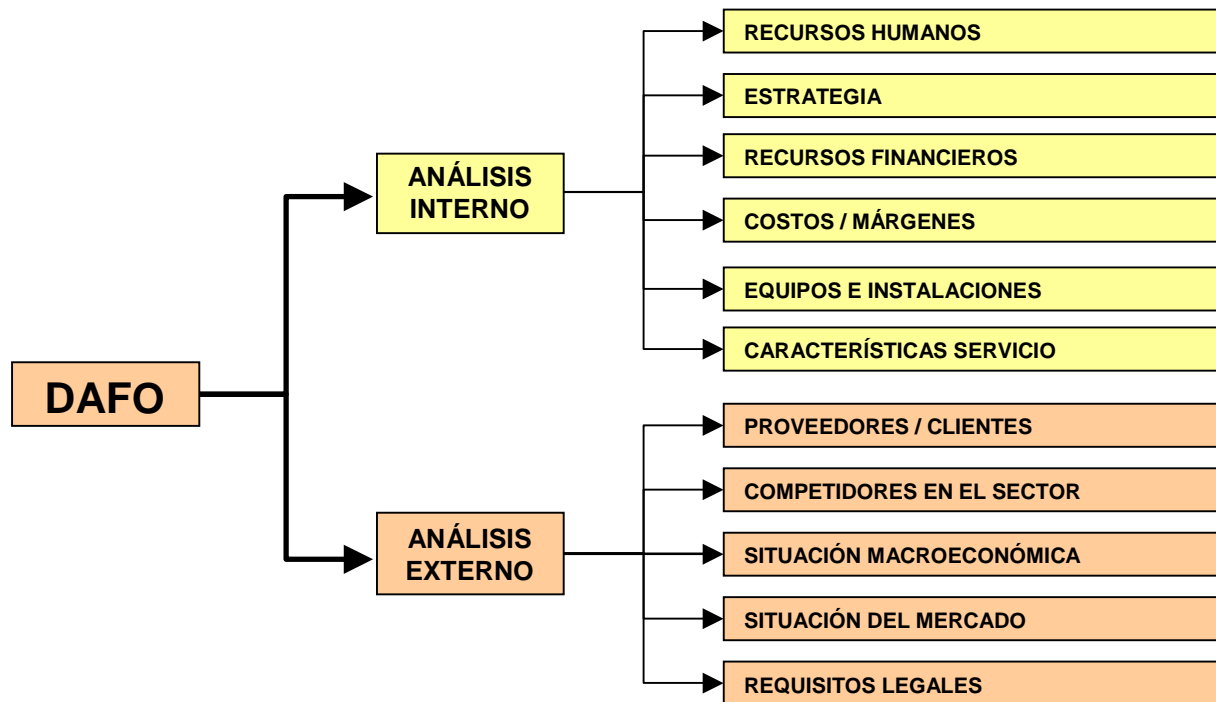 DAFO
ANÁLISIS
INTERNO
RECURSOS HUMANOS
ESTRATEGIA
RECURSOS FINANCIEROS
COSTOS / MÁRGENES
EQUIPOS E INSTALACIONES
CARACTERÍSTICAS SERVICIO
ANÁLISIS
EXTERNO
PROVEEDORES / CLIENTES
COMPETIDORES EN EL SECTOR
SITUACIÓN MACROECONÓMICA
SITUACIÓN DEL MERCADO
REQUISITOS LEGALES